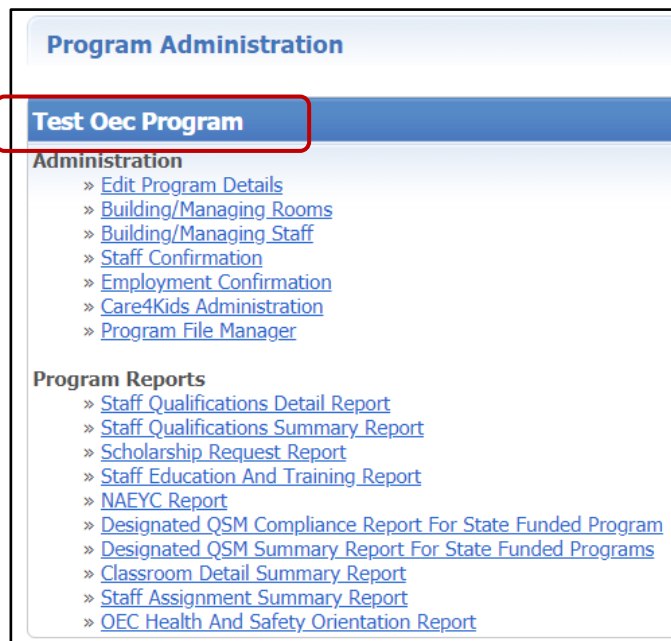 Program Administration
Test Oec Program
Administration
» Edit Program Details
» Building/Managing Rooms
» Building/Managing Staff
» Staff Confirmation
» Employment Confirmation
» Care4Kids Administration
» Program File Manager
Program Reports
» Staff Qualifications Detail Report
» Staff Qualifications Summary Report
» Scholarship Request Report
» Staff Education And Training Report
» NAEYC Report
» Designated QSM Compliance Report For State Funded Program
» Designated QSM Summary Report For State Funded Programs
» Classroom Detail Summary Report
» Staff Assignment Summary Report
» OEC Health And Safety Orientation Report